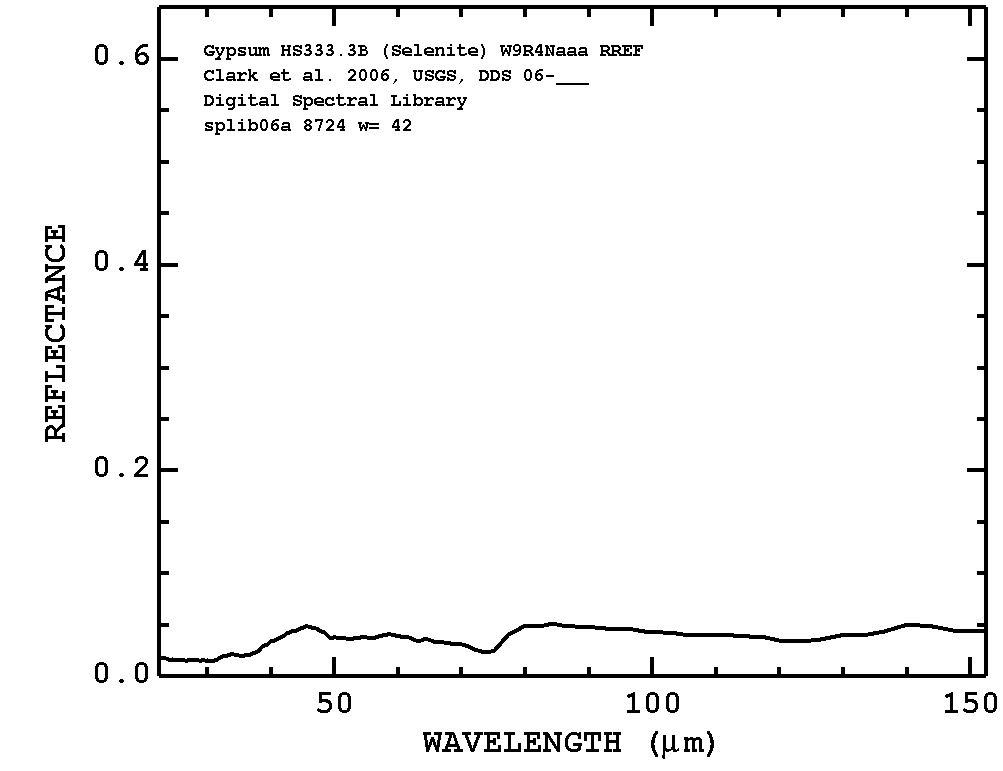 Gypsum HS333.3B (Selenite) W9R4Naaa RREF
Clark et al. 2006, USGS, DDS 06-___
Digital Spectral Library
splib06a 8724 w= 42
0.6
0.4
0.2
0.0
REFLECTANCE
50 100 150
WAVELENGTH (μm)